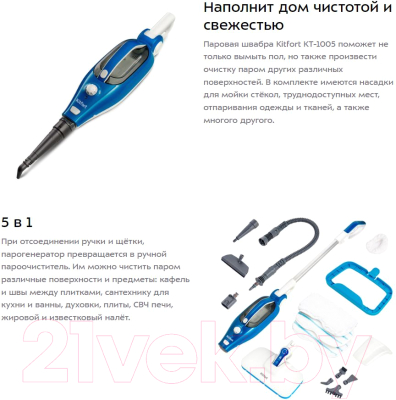 Наполнит дом чистотой и
свежестью
Паровая швабра Kitfort KT-1005 поможет не
только вымыть пол, но также произвести
очистку паром других различных
поверхностей. В комплекте имеются насадки
для мойки стёкол, труднодоступных мест,
отпаривания одежды и тканей, а также
многого другого.
5 в 1
При отсоединении ручки и щётки,
парогенератор превращается в ручной
пароочиститель. Им можно чистить паром
различные поверхности и предметы: кафель
и швы между плитками, сантехнику для
кухни и ванны, духовки, плиты, СВЧ печи,
жировой и известковый налёт.
21vek.by